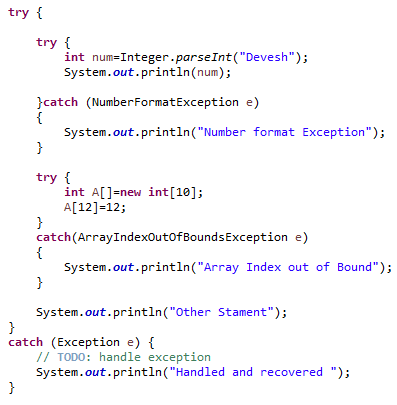 try {
try {
int num=Integer.parseInt("Devesh");
System.out.println(num);
}catch (NumberFormatException e)
{
System.out.println("Number format Exception");
}
try {
int A[]=new int[10];
A[12]=12;
}
catch(ArrayIndexOutOfBoundsException e)
{
System.out.println("Array Index out of Bound");
}
System.out.println("Other Stament");
}
catch (Exception e) {
// TODO: handle exception
System.out.println("Handled and recovered ");
}